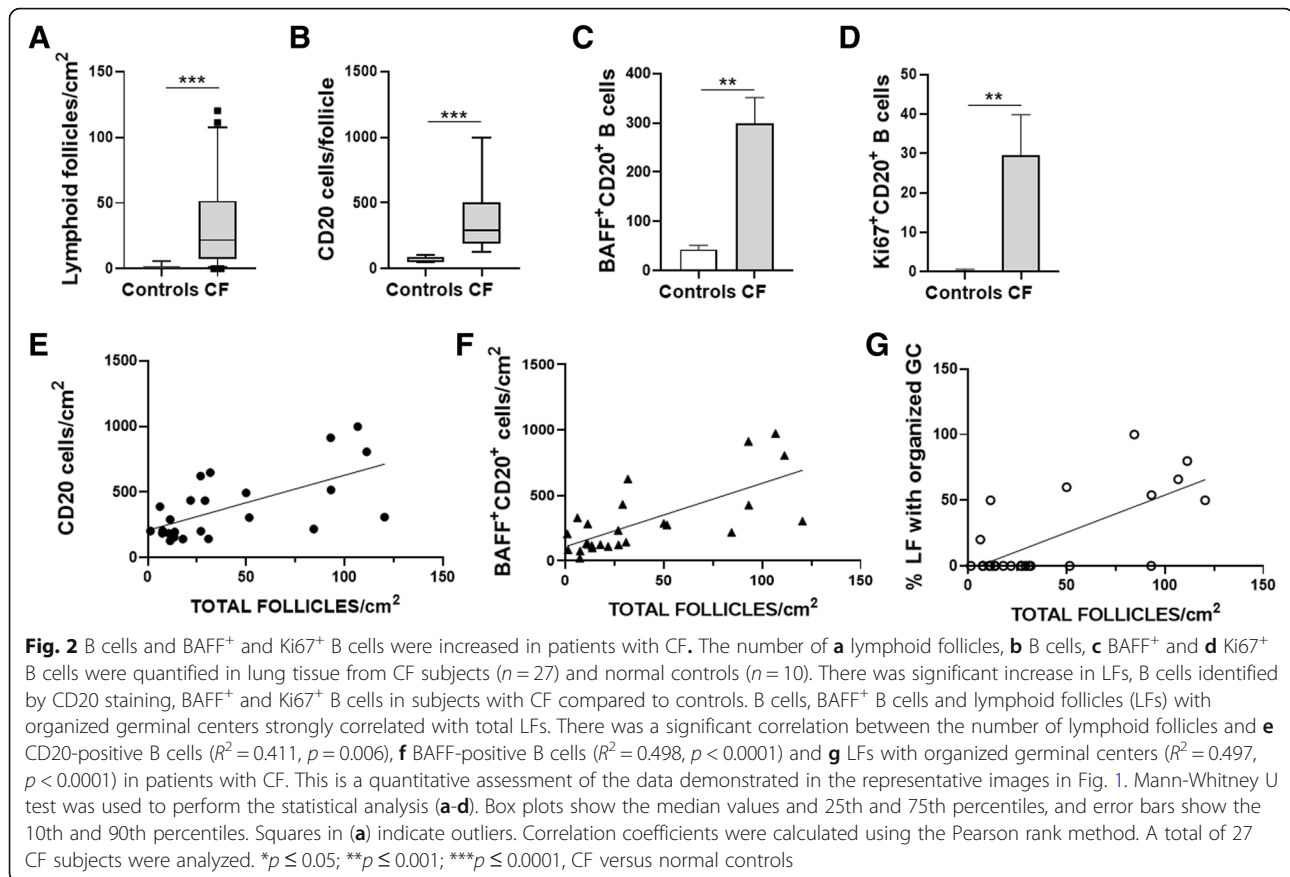 A
Lymphoid follicles/cm²
150
100
50
0
***
Controls CF
B
CD20 cells/follicle
1500
1000
500
0
***
Controls CF
C
BAFF⁺CD20⁺ B cells
400
300
200
100
0
**
Controls CF
D
Ki67⁺CD20⁺ B cells
50
40
30
20
10
0
**
Controls CF
E
CD20 cells/cm²
1500
1000
500
0
0 50 100 150
TOTAL FOLLICLES/cm²
F
BAFF⁺CD20⁺ cells/cm²
1500
1000
500
0
0 50 100 150
TOTAL FOLLICLES/cm²
G
% LF with organized GC
150
100
50
0
0 50 100 150
TOTAL FOLLICLES/cm²
Fig. 2 B cells and BAFF⁺ and Ki67⁺ B cells were increased in patients with CF. The number of a lymphoid follicles, b B cells, c BAFF⁺ and d Ki67⁺
B cells were quantified in lung tissue from CF subjects (n = 27) and normal controls (n = 10). There was significant increase in LFs, B cells identified
by CD20 staining, BAFF⁺ and Ki67⁺ B cells in subjects with CF compared to controls. B cells, BAFF⁺ B cells and lymphoid follicles (LFs) with
organized germinal centers strongly correlated with total LFs. There was a significant correlation between the number of lymphoid follicles and e
CD20-positive B cells (R² = 0.411, p = 0.006), f BAFF-positive B cells (R² = 0.498, p < 0.0001) and g LFs with organized germinal centers (R² = 0.497,
p < 0.0001) in patients with CF. This is a quantitative assessment of the data demonstrated in the representative images in Fig. 1. Mann-Whitney U
test was used to perform the statistical analysis (a-d). Box plots show the median values and 25th and 75th percentiles, and error bars show the
10th and 90th percentiles. Squares in (a) indicate outliers. Correlation coefficients were calculated using the Pearson rank method. A total of 27
CF subjects were analyzed. *p ≤ 0.05; **p ≤ 0.001; ***p ≤ 0.0001, CF versus normal controls